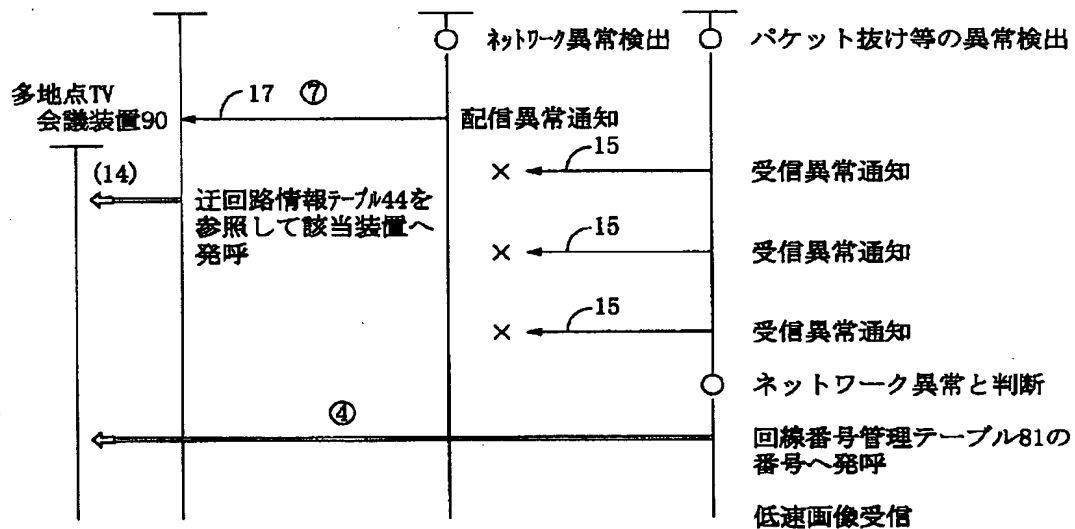 ネットワーク異常検出
パケット抜け等の異常検出
多地点TV
会議装置90
17 ⑦
配信異常通知
15
受信異常通知
(14)
迂回路情報テーブル44を
参照して該当装置へ
発呼
15
受信異常通知
15
受信異常通知
ネットワーク異常と判断
④
回線番号管理テーブル81の
番号へ発呼
低速画像受信